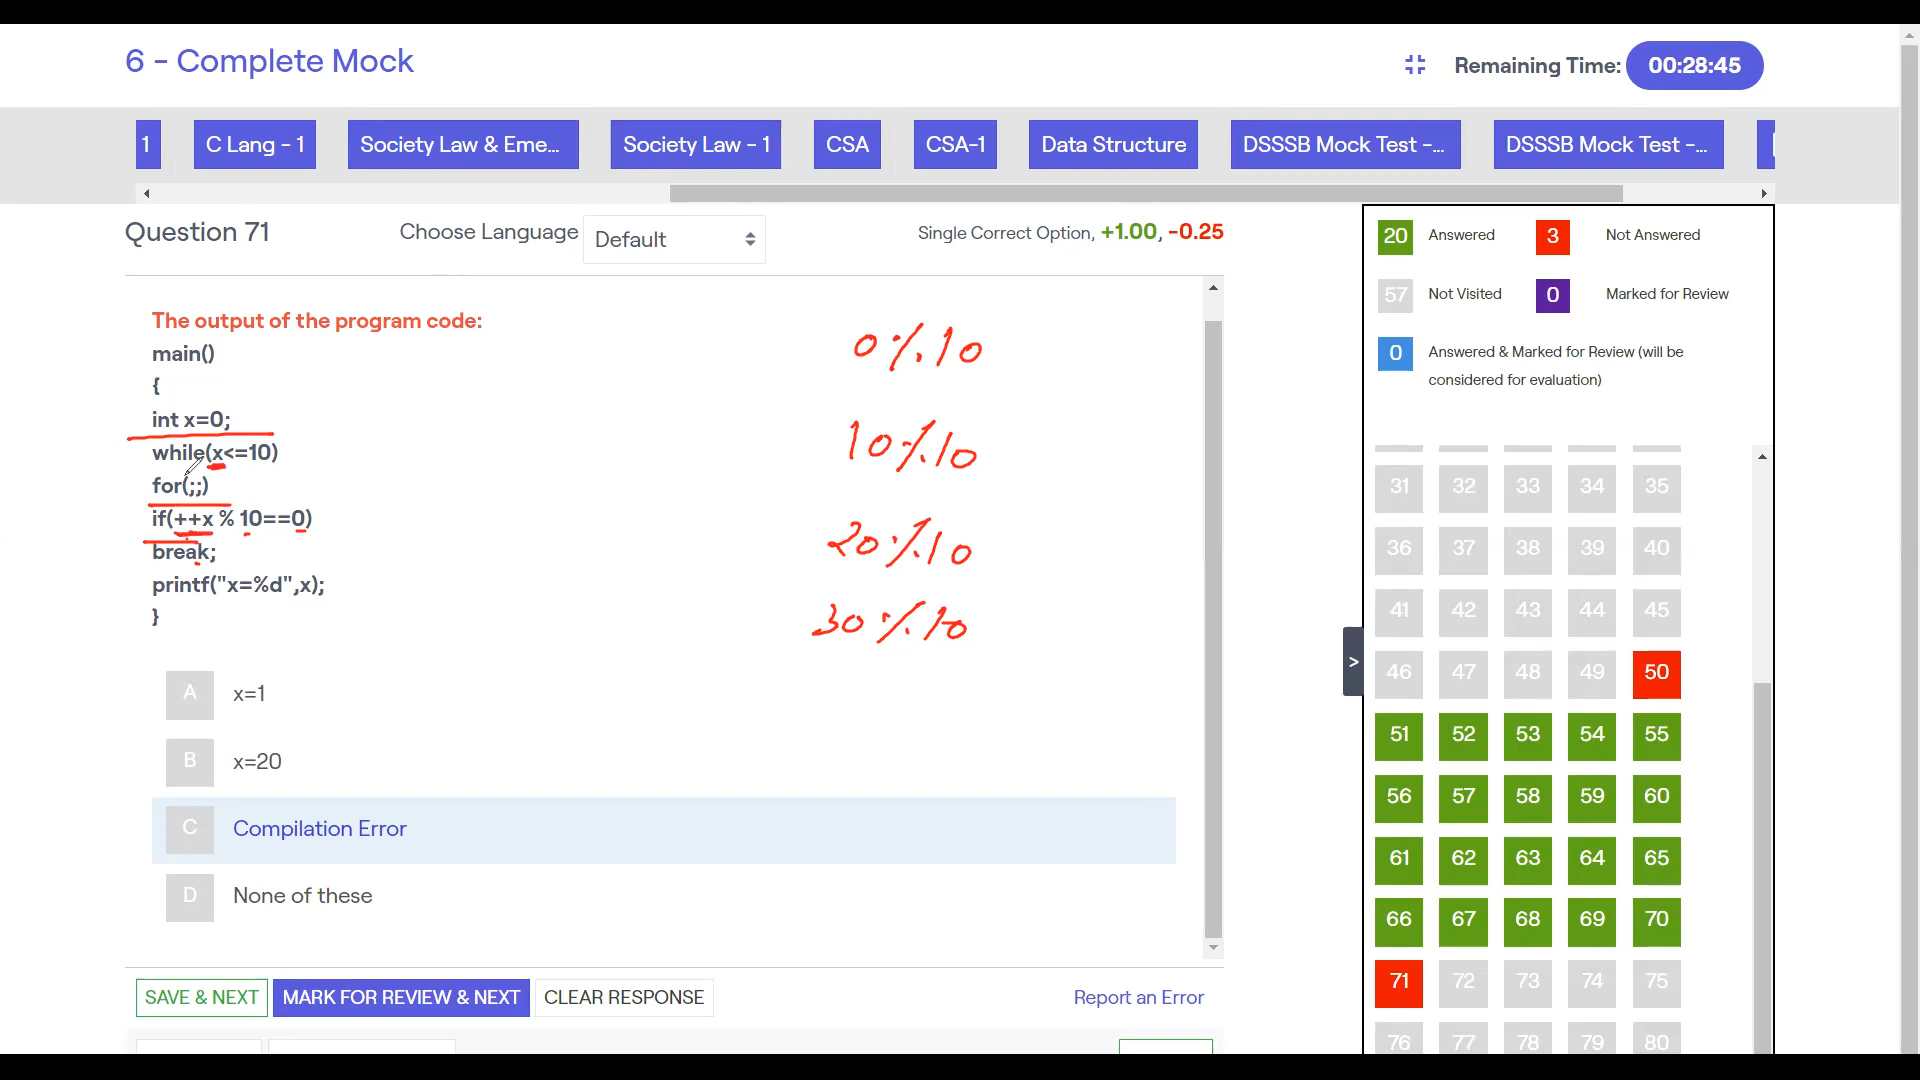 6 - Complete Mock
Remaining Time: 00:28:45
1
C Lang - 1
Society Law & Eme...
Society Law - 1
CSA
CSA-1
Data Structure
DSSSB Mock Test -...
DSSSB Mock Test -...
Question 71
Choose Language
Default
Single Correct Option, +1.00, -0.25
The output of the program code:
main()
{
int x=0;
while(x<=10)
for(;;)
if(++x % 10==0)
break;
printf("x=%d",x);
}
0%10
10%10
20%10
30%10
A x=1
B x=20
C Compilation Error
D None of these
SAVE & NEXT
MARK FOR REVIEW & NEXT
CLEAR RESPONSE
Report an Error
20 Answered
3 Not Answered
57 Not Visited
0 Marked for Review
0 Answered & Marked for Review (will be
considered for evaluation)
>
31 32 33 34 35
36 37 38 39 40
41 42 43 44 45
46 47 48 49 50
51 52 53 54 55
56 57 58 59 60
61 62 63 64 65
66 67 68 69 70
71 72 73 74 75
76 77 78 79 80